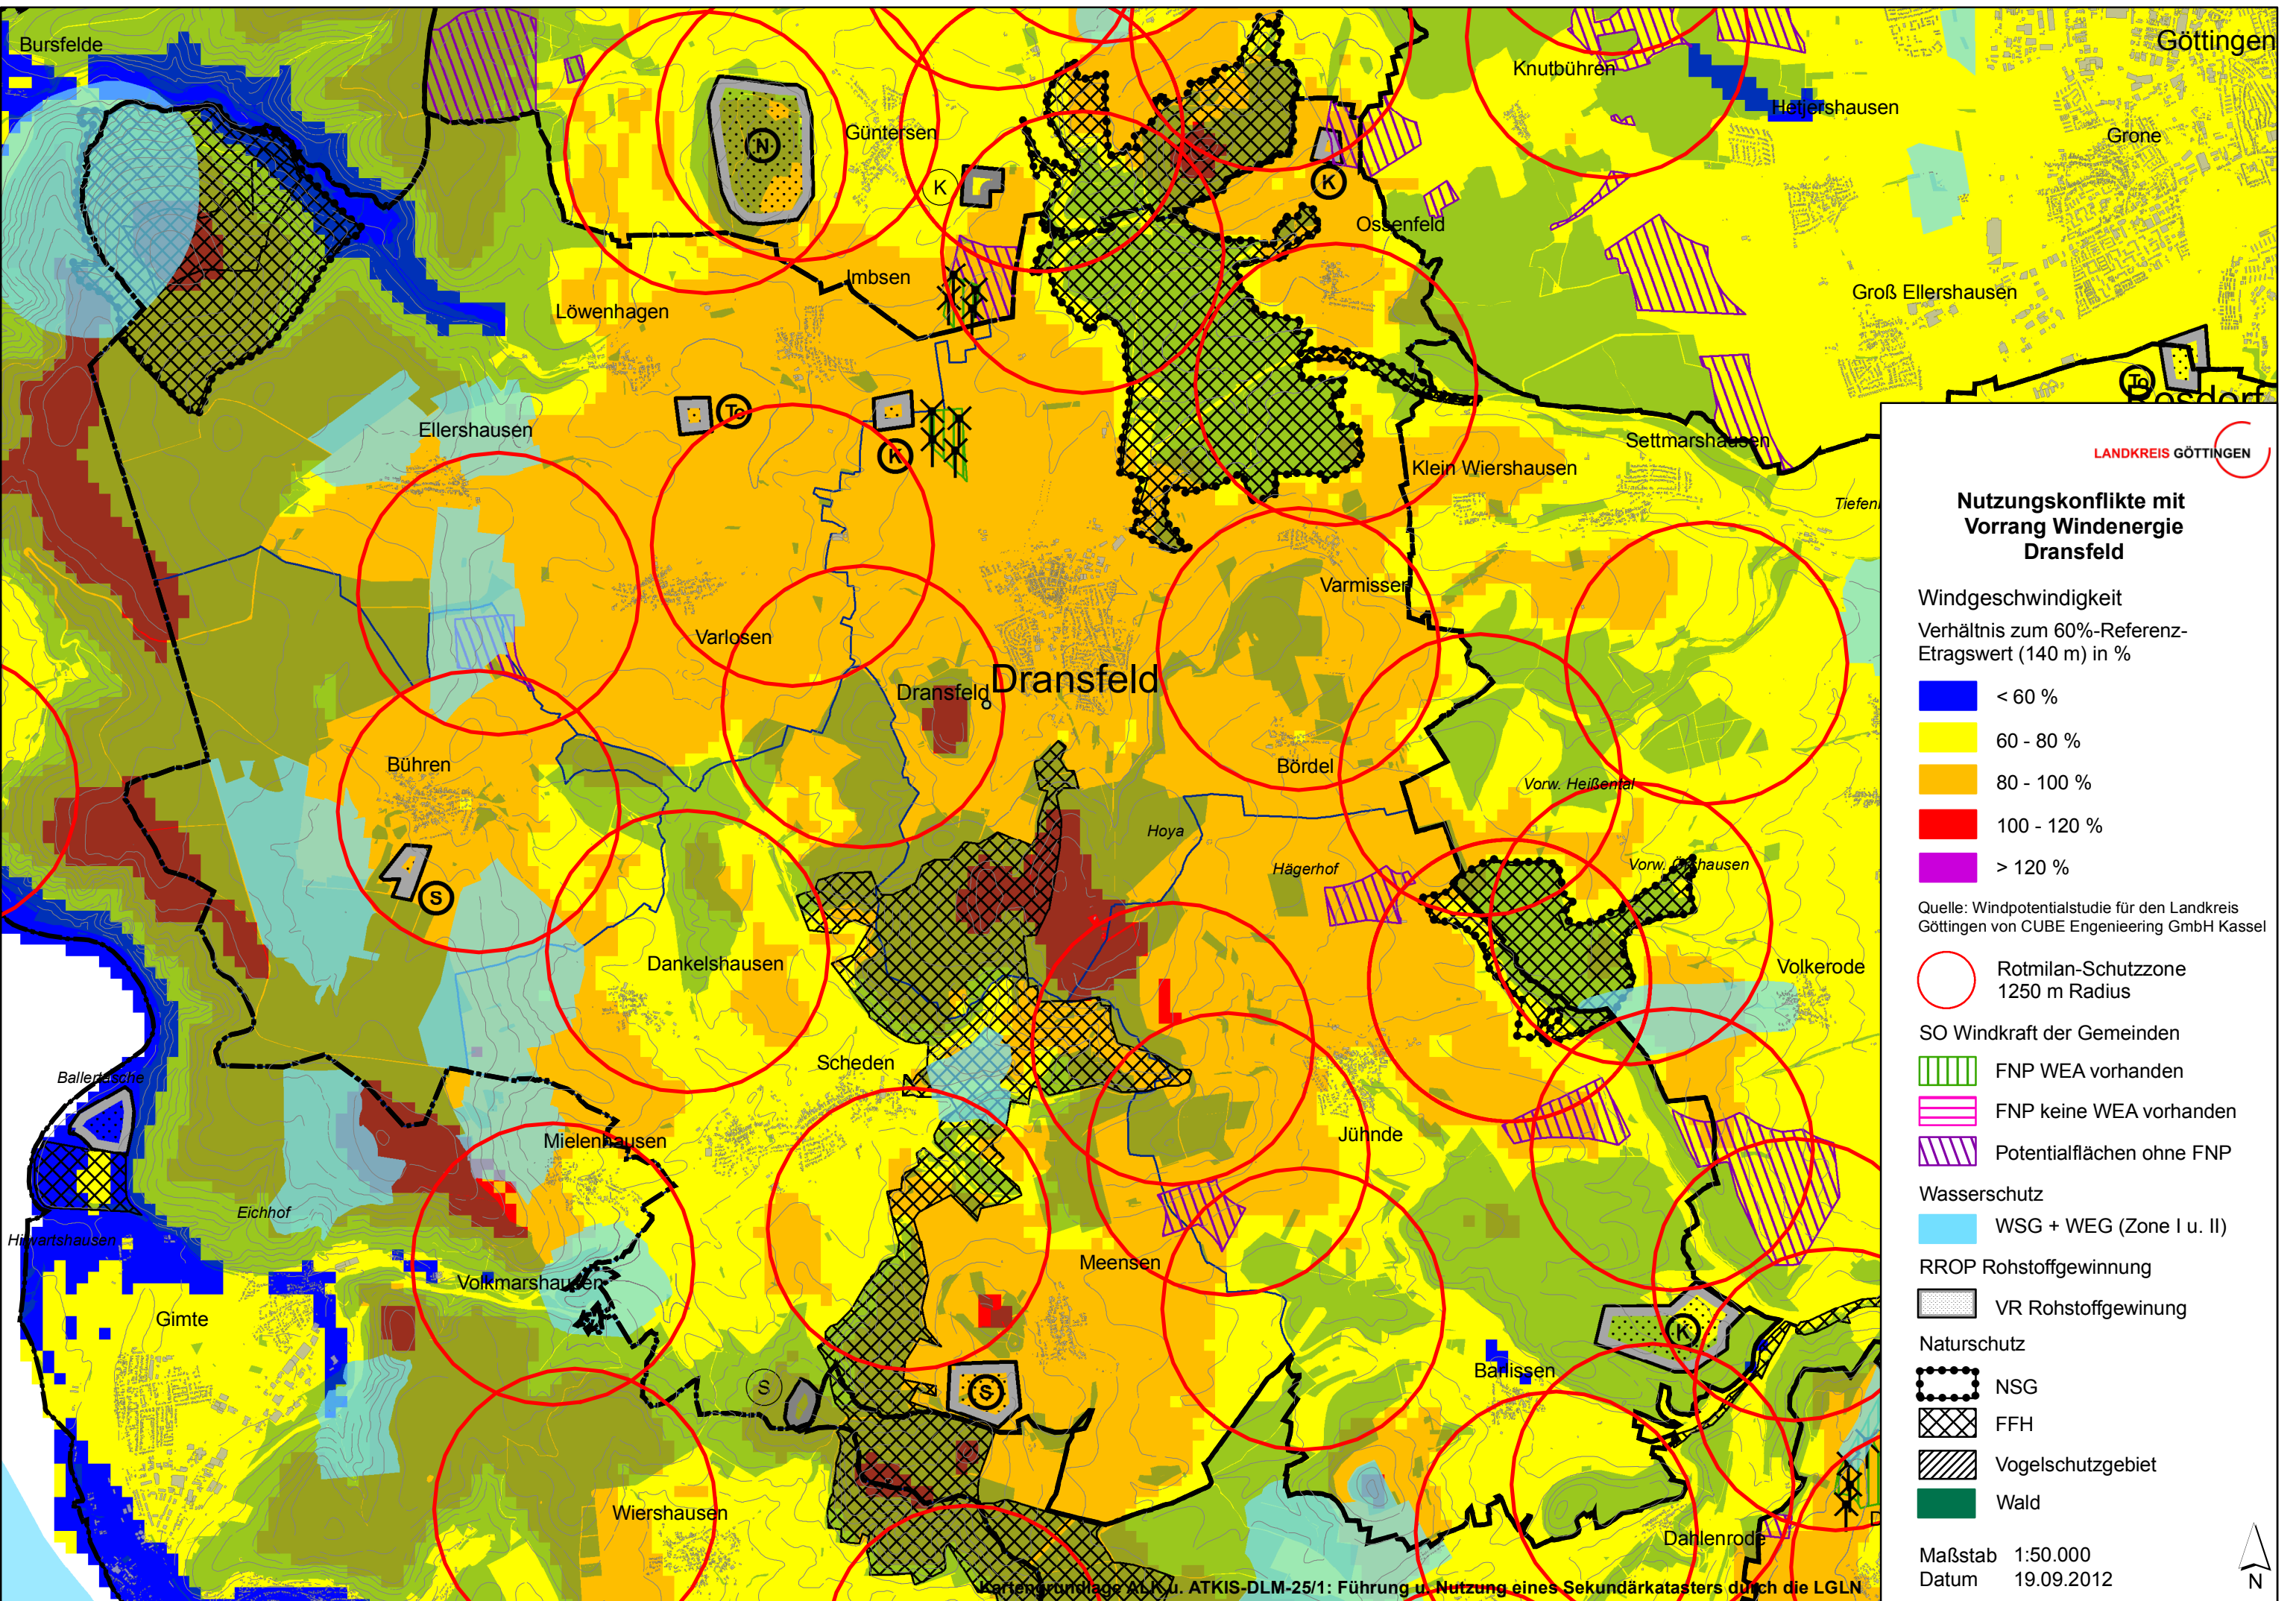 Bursfelde
Göttingen
Knutbühren
Hetjershausen
Güntersen
Grone
N
K
K
Ossenfeld
Imbsen
Groß Ellershausen
Löwenhagen
To
To
Rosdorf
Ellershausen
K
Settmarshausen
Klein Wiershausen
Varmissen
Varlosen
Dransfeld
Dransfeld
Bühren
Bördel
Vorw. Heißental
Hoya
Hägerhof
S
Dankelshausen
Volkerode
Scheden
Ballertasche
Mielenhausen
Jühnde
Eichhof
Meensen
Volkmarshausen
Gimte
K
Barlissen
S
S
Wiershausen
Dahlenrode
Kartengrundlage ALK u. ATKIS-DLM-25/1: Führung u. Nutzung eines Sekundärkatasters durch die LGLN
LANDKREIS GÖTTINGEN
Nutzungskonflikte mit
Vorrang Windenergie
Dransfeld
Windgeschwindigkeit
Verhältnis zum 60%-Referenz-
Etragswert (140 m) in %
< 60 %
60 - 80 %
80 - 100 %
100 - 120 %
> 120 %
Quelle: Windpotentialstudie für den Landkreis
Göttingen von CUBE Engenieering GmbH Kassel
Rotmilan-Schutzzone
1250 m Radius
SO Windkraft der Gemeinden
FNP WEA vorhanden
FNP keine WEA vorhanden
Potentialflächen ohne FNP
Wasserschutz
WSG + WEG (Zone I u. II)
RROP Rohstoffgewinnung
VR Rohstoffgewinung
Naturschutz
NSG
FFH
Vogelschutzgebiet
Wald
Maßstab 1:50.000
Datum 19.09.2012
N